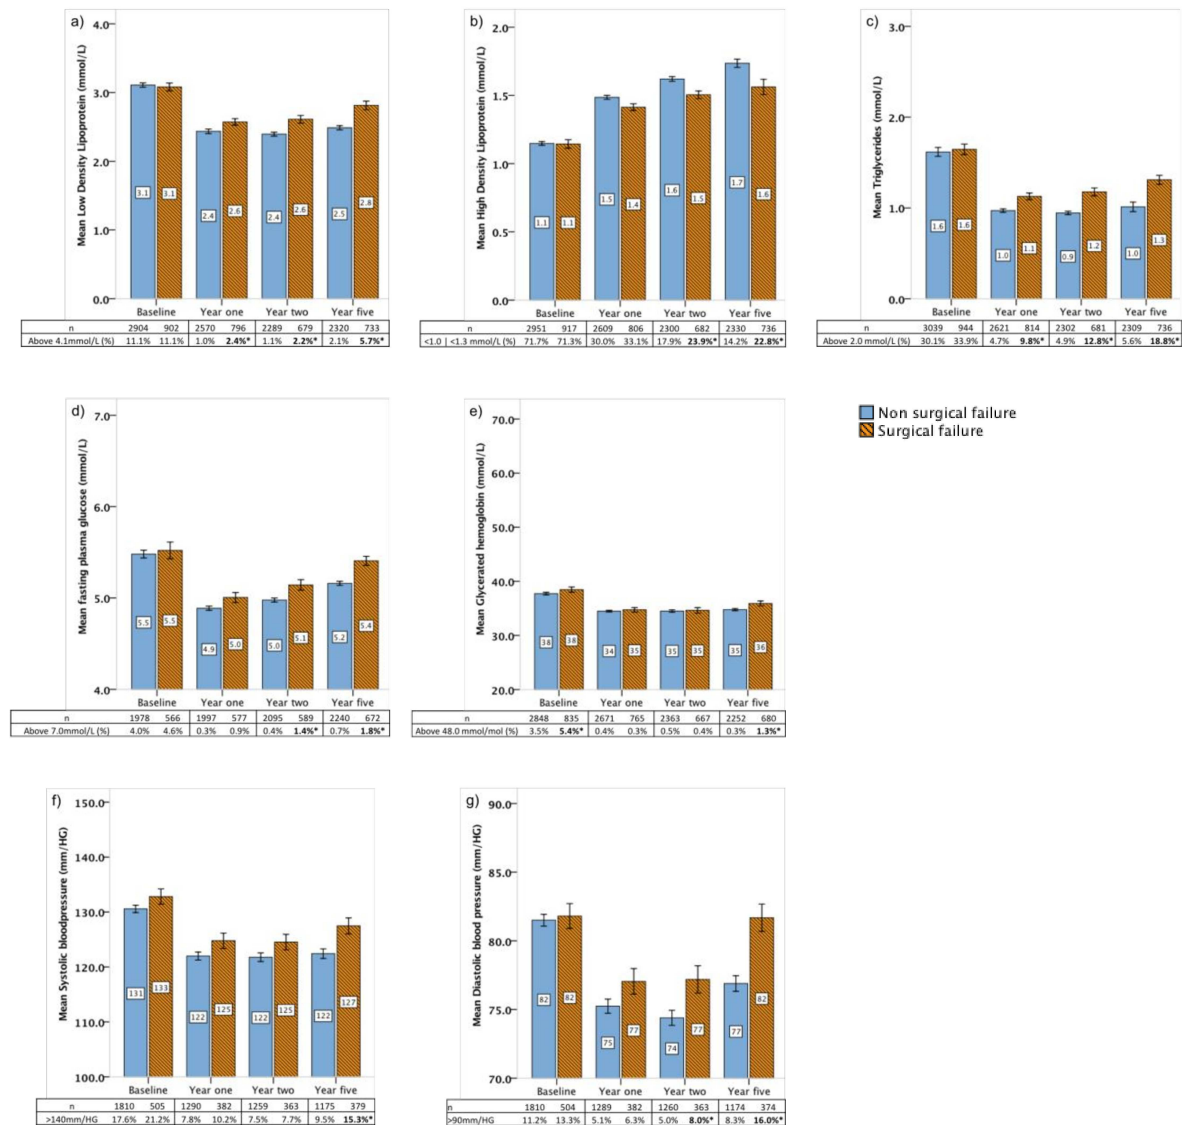 a)
Mean Low Density Lipoprotein (mmol/L)
4.0
3.0
2.0
1.0
0.0
3.1 3.1 2.4 2.6 2.4 2.6 2.5 2.8
Baseline Year one Year two Year five
n 2904 902 2570 796 2289 679 2320 733
Above 4.1mmol/L (%) 11.1% 11.1% 1.0% 2.4%* 1.1% 2.2%* 2.1% 5.7%*
b)
Mean High Density Lipoprotein (mmol/L)
2.0
1.5
1.0
0.5
0.0
1.1 1.1 1.5 1.4 1.6 1.5 1.7 1.6
Baseline Year one Year two Year five
n 2951 917 2609 806 2300 682 2330 736
<1.0 | <1.3 mmol/L (%) 71.7% 71.3% 30.0% 33.1% 17.9% 23.9%* 14.2% 22.8%*
c)
Mean Triglycerides (mmol/L)
3.0
2.0
1.0
0.0
1.6 1.6 1.0 1.1 0.9 1.2 1.0 1.3
Baseline Year one Year two Year five
n 3039 944 2621 814 2302 681 2309 736
Above 2.0 mmol/L (%) 30.1% 33.9% 4.7% 9.8%* 4.9% 12.8%* 5.6% 18.8%*
d)
Mean fasting plasma glucose (mmol/L)
7.0
6.0
5.0
4.0
5.5 5.5 4.9 5.0 5.0 5.1 5.2 5.4
Baseline Year one Year two Year five
n 1978 566 1997 577 2095 589 2240 672
Above 7.0mmol/L (%) 4.0% 4.6% 0.3% 0.9% 0.4% 1.4%* 0.7% 1.8%*
e)
Mean Glycerated hemoglobin (mmol/L)
70.0
60.0
50.0
40.0
30.0
20.0
38 38 34 35 35 35 35 36
Baseline Year one Year two Year five
n 2848 835 2671 765 2363 667 2252 680
Above 48.0 mmol/mol (%) 3.5% 5.4%* 0.4% 0.3% 0.5% 0.4% 0.3% 1.3%*
Non surgical failure
Surgical failure
f)
Mean Systolic bloodpressure (mm/HG)
150.0
140.0
130.0
120.0
110.0
100.0
131 133 122 125 122 125 122 127
Baseline Year one Year two Year five
n 1810 505 1290 382 1259 363 1175 379
>140mm/HG 17.6% 21.2% 7.8% 10.2% 7.5% 7.7% 9.5% 15.3%*
g)
Mean Diastolic blood pressure (mm/HG)
90.0
85.0
80.0
75.0
70.0
82 82 75 77 74 77 77 82
Baseline Year one Year two Year five
n 1810 504 1289 382 1260 363 1174 374
>90mm/HG 11.2% 13.3% 5.1% 6.3% 5.0% 8.0%* 8.3% 16.0%*